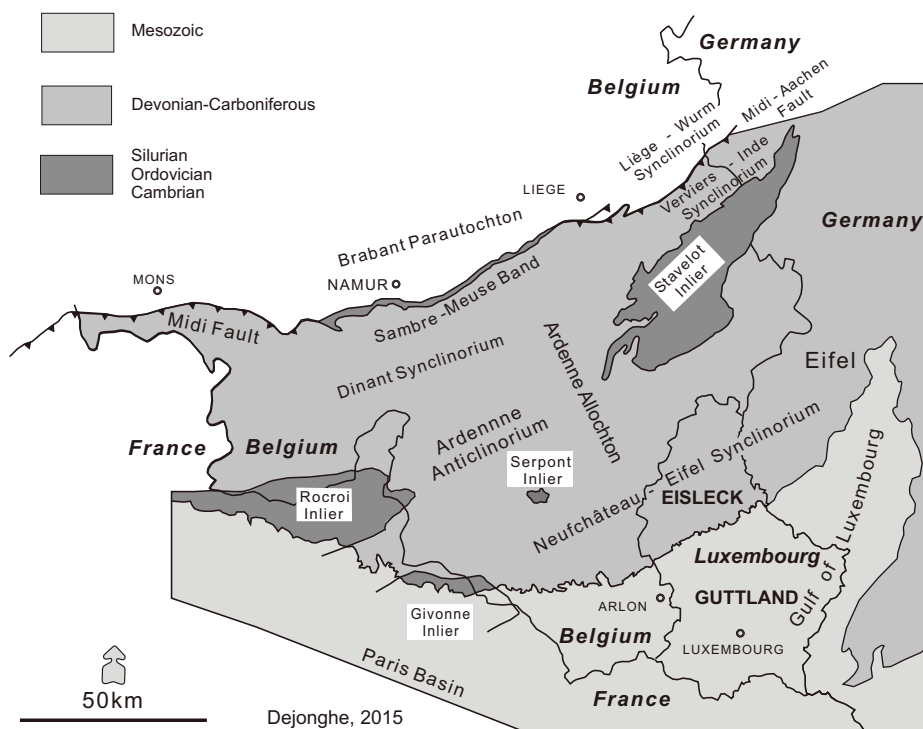 Mesozoic
Devonian-Carboniferous
Silurian
Ordovician
Cambrian
Germany
Belgium
Midi - Aachen
Fault
Liège - Wurm
Synclinorium
Verviers - Inde
Synclinorium
LIEGE
Brabant Parautochton
Germany
MONS
NAMUR
Stavelot
Inlier
Sambre -Meuse Band
Midi Fault
Dinant Synclinorium
Ardenne Allochton
Eifel
France
Belgium
Ardennne
Anticlinorium
Serpont
Inlier
Neufchâteau - Eifel Synclinorium
Rocroi
Inlier
EISLECK
Gulf of Luxembourg
Luxembourg
GUTTLAND
ARLON
Givonne
Inlier
Belgium
LUXEMBOURG
Paris Basin
France
50km
Dejonghe, 2015